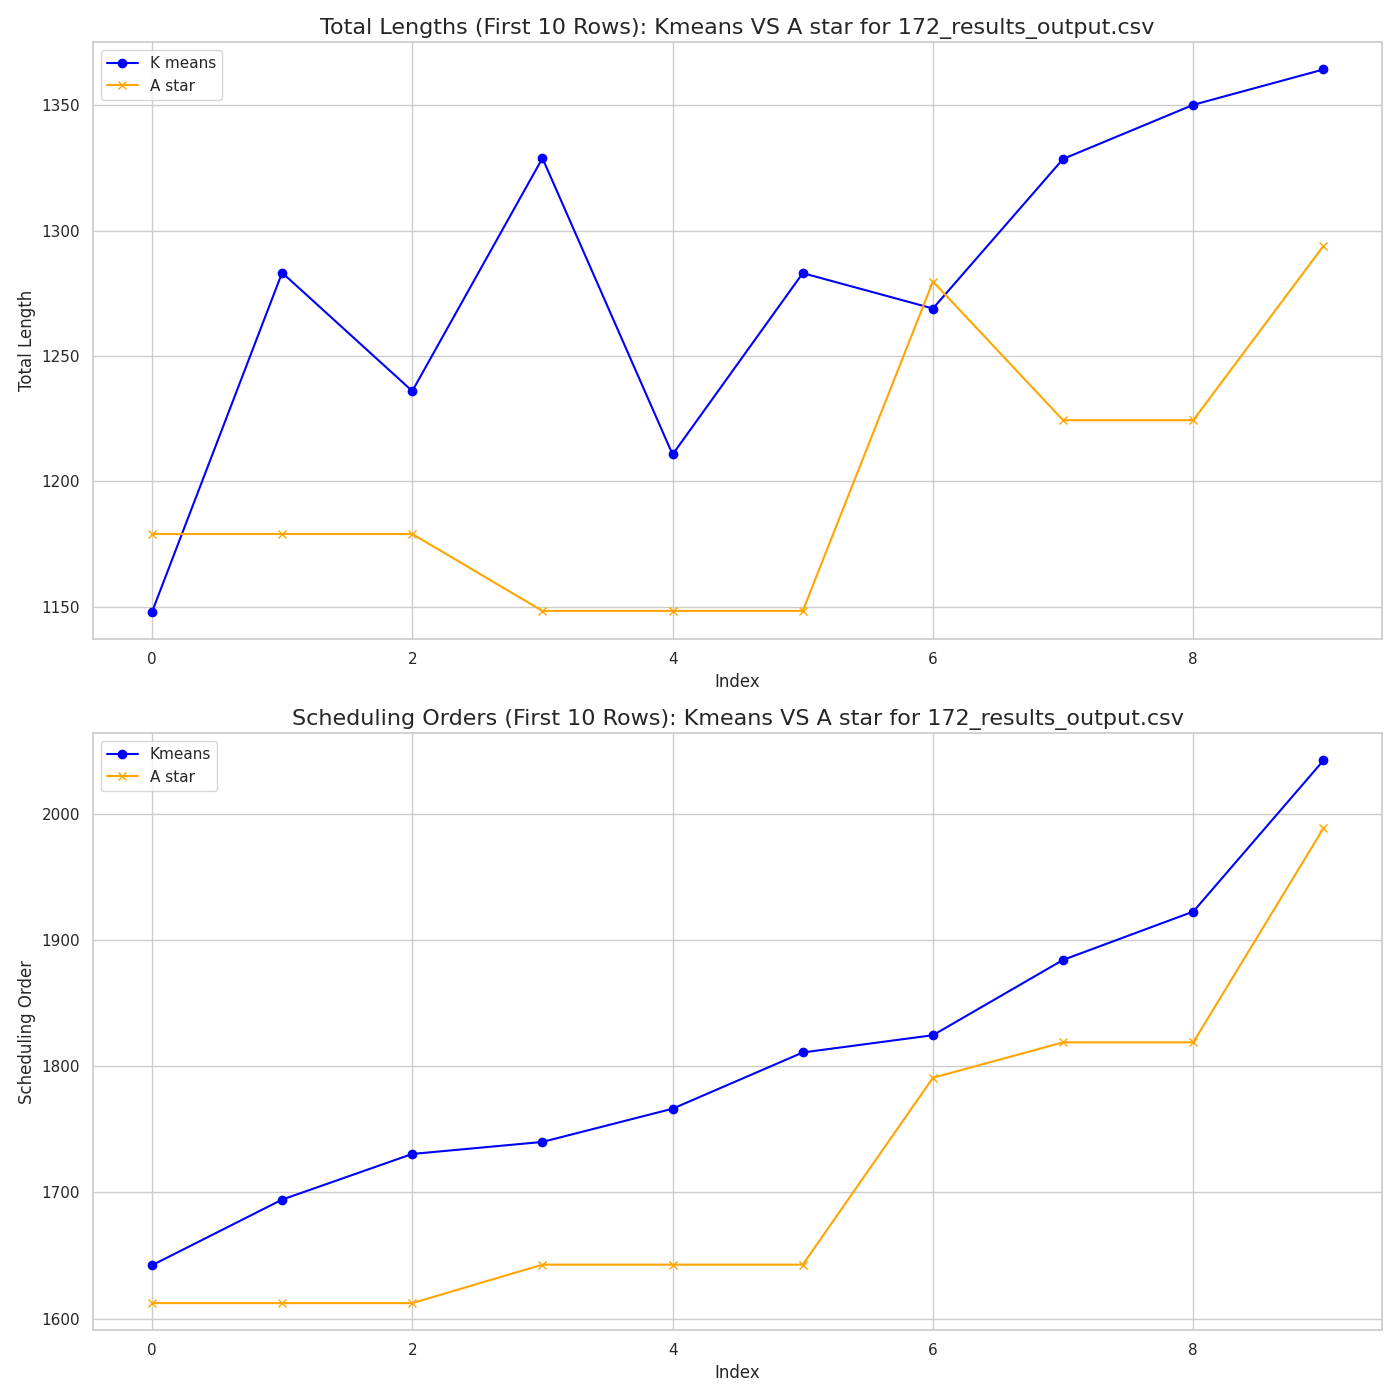 Total Lengths (First 10 Rows): Kmeans VS A star for 172_results_output.csv
K means
A star
Total Length
1350
1300
1250
1200
1150
0 2 4 6 8
Index
Scheduling Orders (First 10 Rows): Kmeans VS A star for 172_results_output.csv
Kmeans
A star
Scheduling Order
2000
1900
1800
1700
1600
0 2 4 6 8
Index